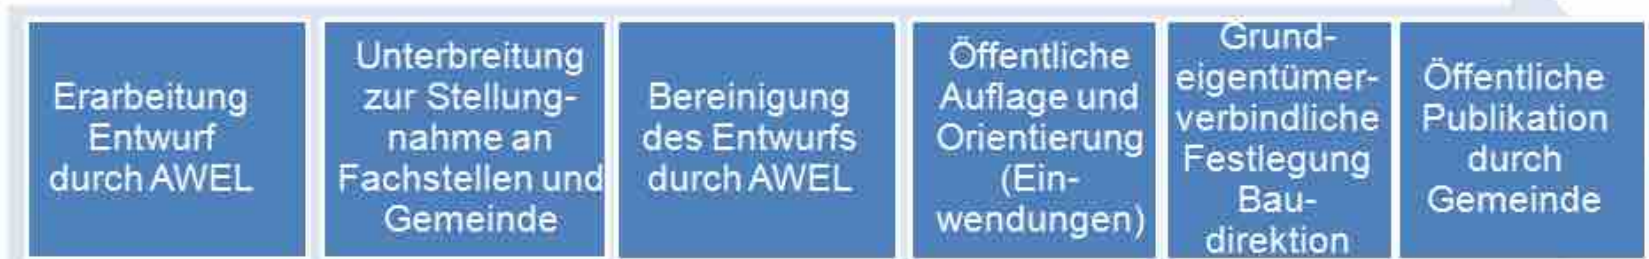 Erarbeitung
Entwurf
durch AWEL
Unterbreitung
zur Stellung-
nahme an
Fachstellen und
Gemeinde
Bereinigung
des Entwurfs
durch AWEL
Öffentliche
Auflage und
Orientierung
(Ein-
wendungen)
Grund-
eigentümer-
verbindliche
Festlegung
Bau-
direktion
Öffentliche
Publikation
durch
Gemeinde